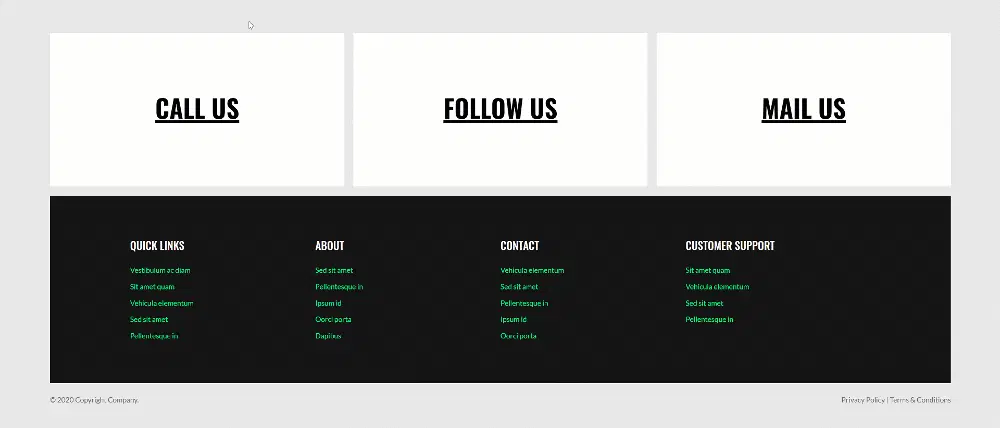 CALL US
FOLLOW US
MAIL US
QUICK LINKS
Vestibulum ac diam
Sit amet quam
Vehicula elementum
Sed sit amet
Pellentesque in
ABOUT
Sed sit amet
Pellentesque in
Ipsum id
Oorci porta
Dapibus
CONTACT
Vehicula elementum
Sed sit amet
Pellentesque in
Ipsum id
Oorci porta
CUSTOMER SUPPORT
Sit amet quam
Vehicula elementum
Sed sit amet
Pellentesque in
© 2020 Copyright. Company.
Privacy Policy | Terms & Conditions